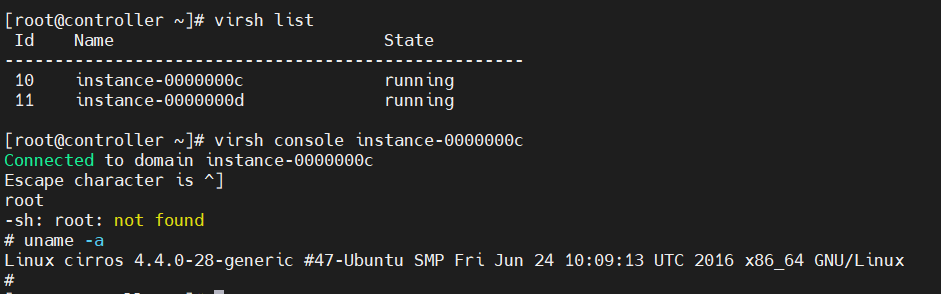 [root@controller ~]# virsh list
 Id    Name                           State
----------------------------------------------------
 10    instance-0000000c              running
 11    instance-0000000d              running
[root@controller ~]# virsh console instance-0000000c
Connected to domain instance-0000000c
Escape character is ^]
root
-sh: root: not found
# uname -a
Linux cirros 4.4.0-28-generic #47-Ubuntu SMP Fri Jun 24 10:09:13 UTC 2016 x86_64 GNU/Linux
#